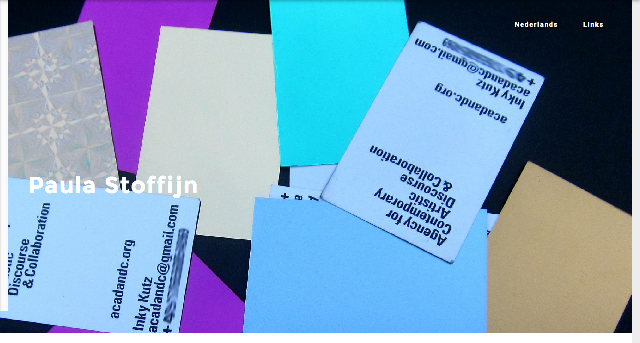 Nederlands
Links
Paula Stoffijn
Agency for
Contemporary
Artistic
Discourse
& Collaboration
acadandc.org
Inky Kutz
acadandc@gmail.com
+
Discourse
& Collaboration
acadandc.org
Inky Kutz
acadandc@gmail.com
+